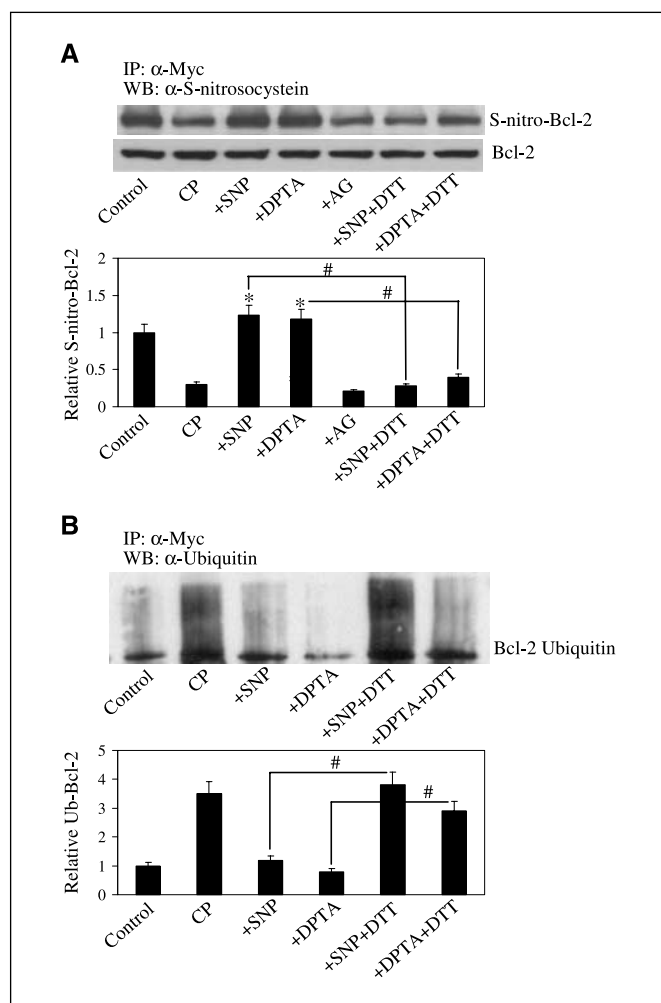 A
IP: α-Myc
WB: α-S-nitrosocystein
S-nitro-Bcl-2
Bcl-2
Control CP +SNP +DPTA +AG +SNP+DTT +DPTA+DTT
Relative S-nitro-Bcl-2
2
1.5
1
0.5
0
* * # #
Control CP +SNP +DPTA +AG +SNP+DTT +DPTA+DTT
B
IP: α-Myc
WB: α-Ubiquitin
Bcl-2 Ubiquitin
Control CP +SNP +DPTA +SNP+DTT +DPTA+DTT
Relative Ub-Bcl-2
5
4
3
2
1
0
# #
Control CP +SNP +DPTA +SNP+DTT +DPTA+DTT